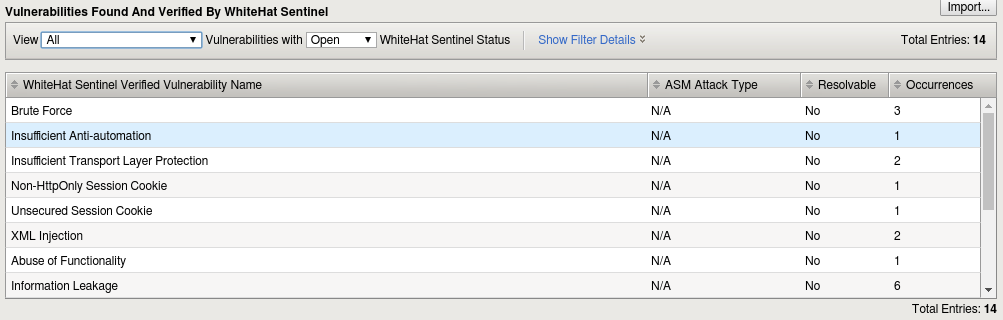 Import...
Vulnerabilities Found And Verified By WhiteHat Sentinel
View All Vulnerabilities with Open WhiteHat Sentinel Status Show Filter Details Total Entries: 14
WhiteHat Sentinel Verified Vulnerability Name ASM Attack Type Resolvable Occurrences
Brute Force N/A No 3
Insufficient Anti-automation N/A No 1
Insufficient Transport Layer Protection N/A No 2
Non-HttpOnly Session Cookie N/A No 1
Unsecured Session Cookie N/A No 1
XML Injection N/A No 2
Abuse of Functionality N/A No 1
Information Leakage N/A No 6
Total Entries: 14